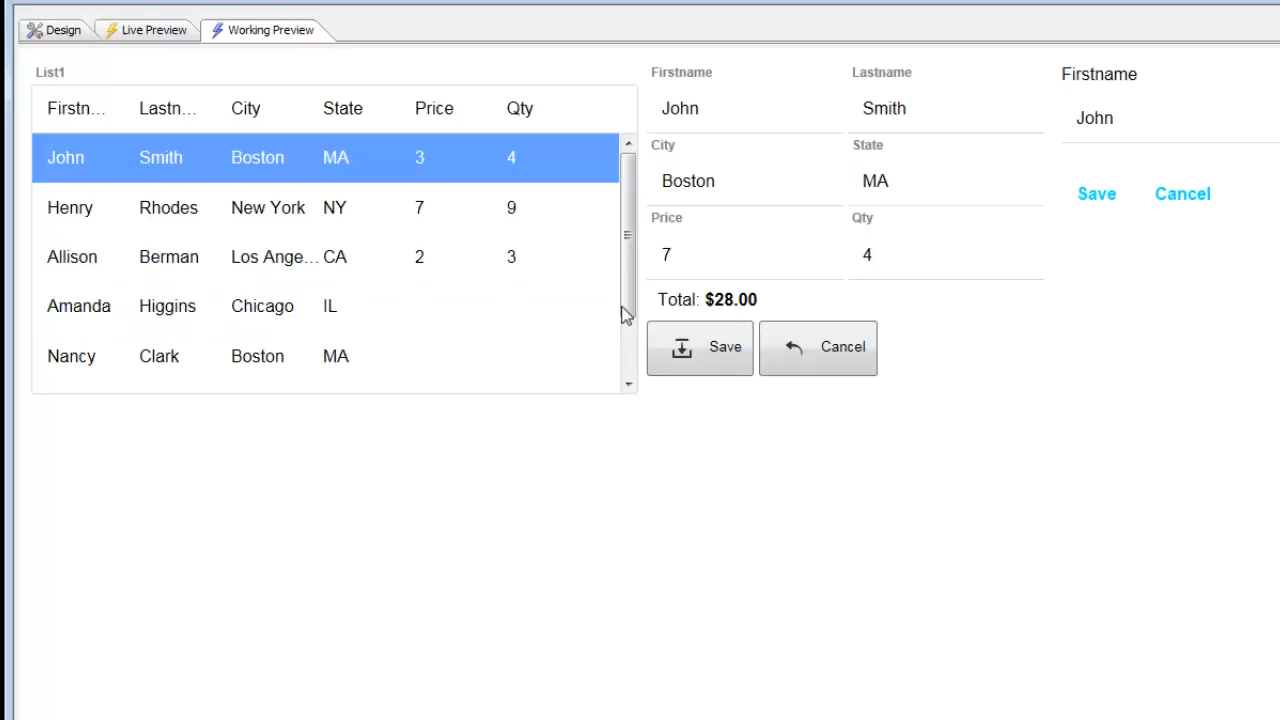 Design Live Preview Working Preview
List1
Firstn... Lastn... City State Price Qty
John Smith Boston MA 3 4
Henry Rhodes New York NY 7 9
Allison Berman Los Ange... CA 2 3
Amanda Higgins Chicago IL
Nancy Clark Boston MA
Firstname Lastname
John Smith
City State
Boston MA
Price Qty
7 4
Total: $28.00
Save Cancel
Firstname
John
Save Cancel